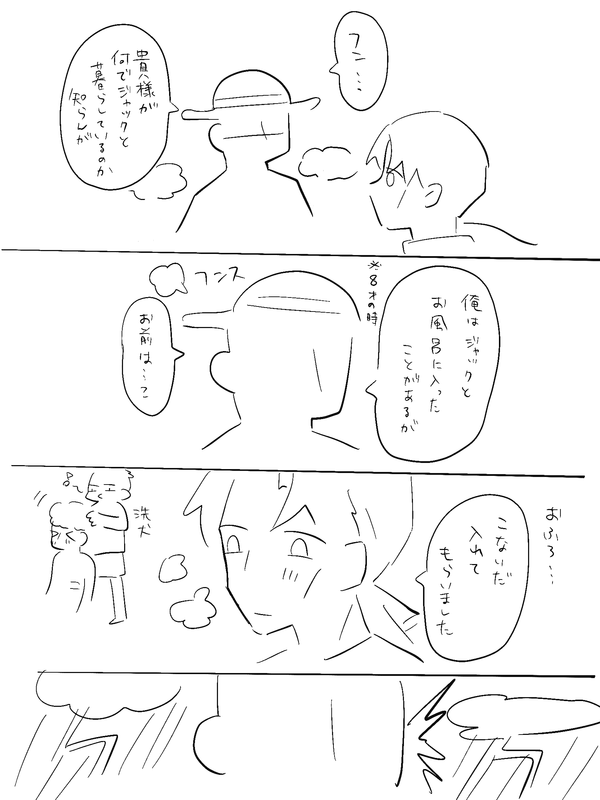 フン…
貴様が
何でジャックと
暮らしているのか
知らんが
※8才の時
俺はジャックと
お風呂に入った
ことがあるが
フンス
お前は…?
おふろ…
こないだ
入れて
もらいました
洗犬